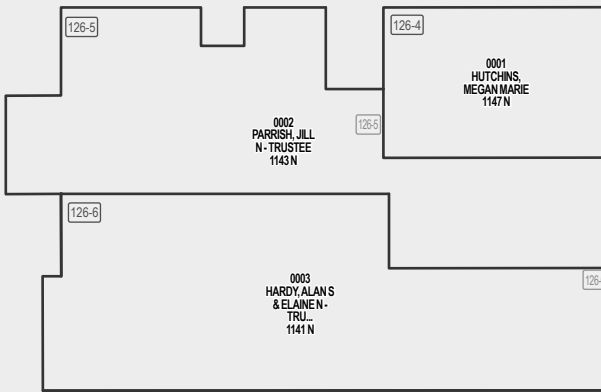 126-5
126-4
0001
HUTCHINS,
MEGAN MARIE
1147 N
0002
PARRISH, JILL
N - TRUSTEE
1143 N
126-5
126-6
0003
HARDY, ALAN S
& ELAINE N -
TRU...
1141 N
126-